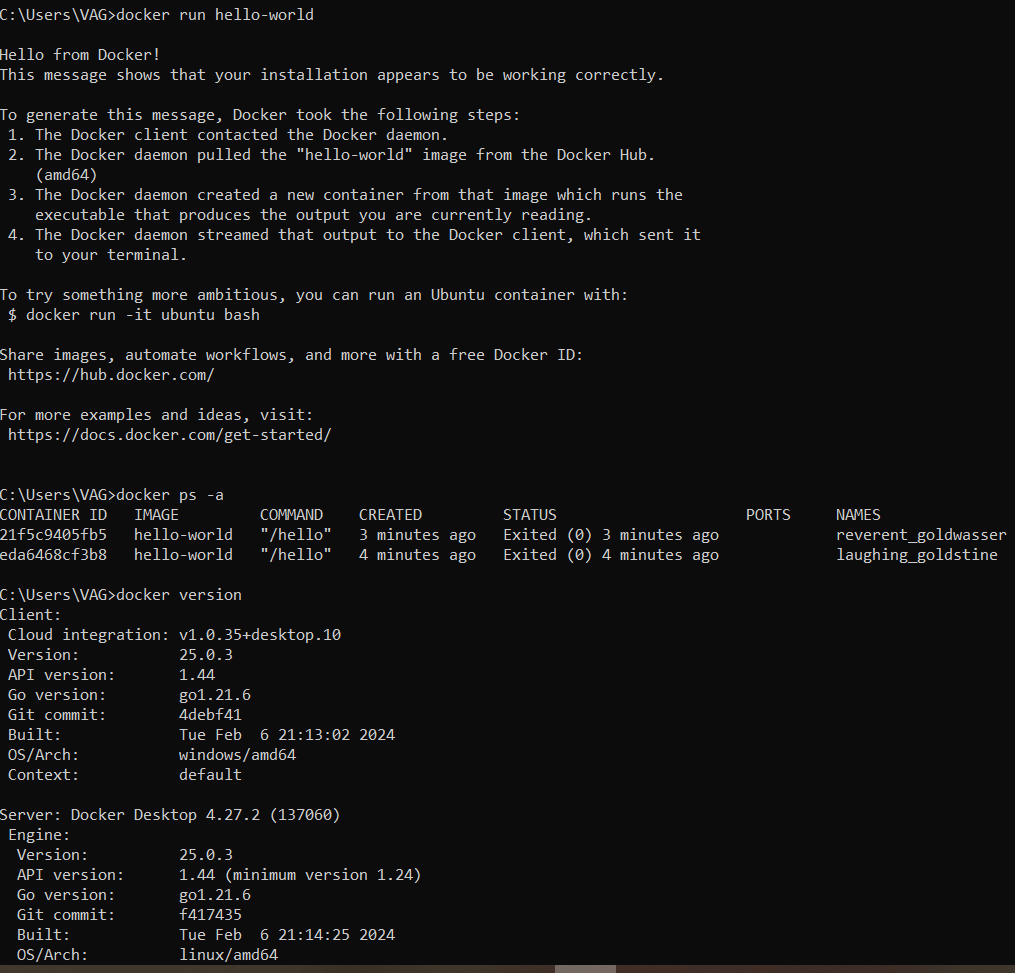 C:\Users\VAG>docker run hello-world
Hello from Docker!
This message shows that your installation appears to be working correctly.
To generate this message, Docker took the following steps:
1. The Docker client contacted the Docker daemon.
2. The Docker daemon pulled the "hello-world" image from the Docker Hub.
(amd64)
3. The Docker daemon created a new container from that image which runs the
executable that produces the output you are currently reading.
4. The Docker daemon streamed that output to the Docker client, which sent it
to your terminal.
To try something more ambitious, you can run an Ubuntu container with:
$ docker run -it ubuntu bash
Share images, automate workflows, and more with a free Docker ID:
https://hub.docker.com/
For more examples and ideas, visit:
https://docs.docker.com/get-started/
C:\Users\VAG>docker ps -a
CONTAINER ID   IMAGE         COMMAND    CREATED         STATUS                     PORTS     NAMES
21f5c9405fb5   hello-world   "/hello"   3 minutes ago   Exited (0) 3 minutes ago             reverent_goldwasser
eda6468cf3b8   hello-world   "/hello"   4 minutes ago   Exited (0) 4 minutes ago             laughing_goldstine
C:\Users\VAG>docker version
Client:
Cloud integration: v1.0.35+desktop.10
Version:           25.0.3
API version:       1.44
Go version:        go1.21.6
Git commit:        4debf41
Built:             Tue Feb  6 21:13:02 2024
OS/Arch:           windows/amd64
Context:           default
Server: Docker Desktop 4.27.2 (137060)
Engine:
Version:          25.0.3
API version:      1.44 (minimum version 1.24)
Go version:       go1.21.6
Git commit:       f417435
Built:            Tue Feb  6 21:14:25 2024
OS/Arch:          linux/amd64